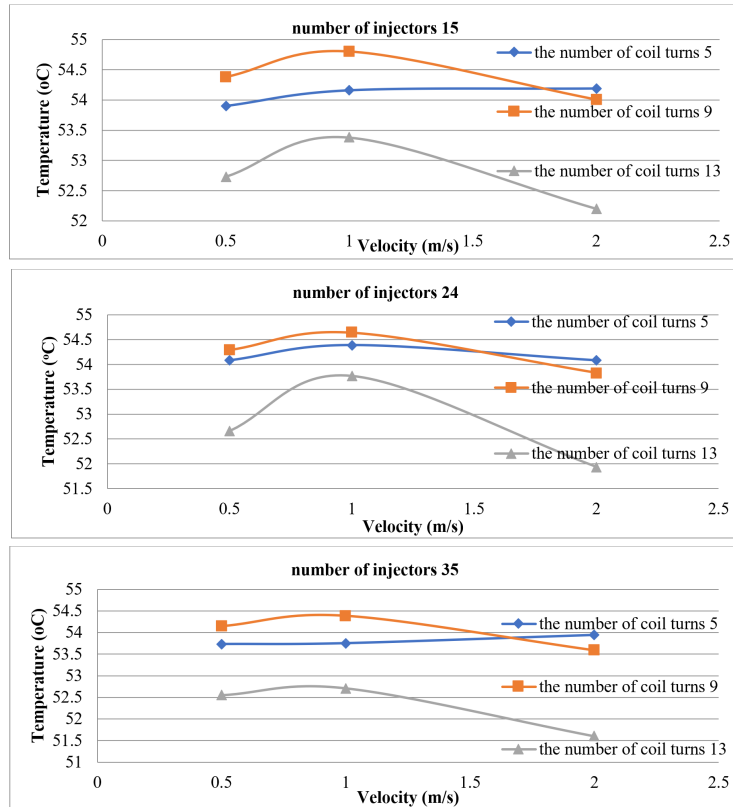 number of injectors 15
55
54.5
54
53.5
53
52.5
52
Temperature (oC)
the number of coil turns 5
the number of coil turns 9
the number of coil turns 13
0 0.5 1 1.5 2 2.5
Velocity (m/s)
number of injectors 24
55
54.5
54
53.5
53
52.5
52
51.5
Temperature (°C)
the number of coil turns 5
the number of coil turns 9
the number of coil turns 13
0 0.5 1 1.5 2 2.5
Velocity (m/s)
number of injectors 35
55
54.5
54
53.5
53
52.5
52
51.5
51
Temperature (oC)
the number of coil turns 5
the number of coil turns 9
the number of coil turns 13
0 0.5 1 1.5 2 2.5
Velocity (m/s)